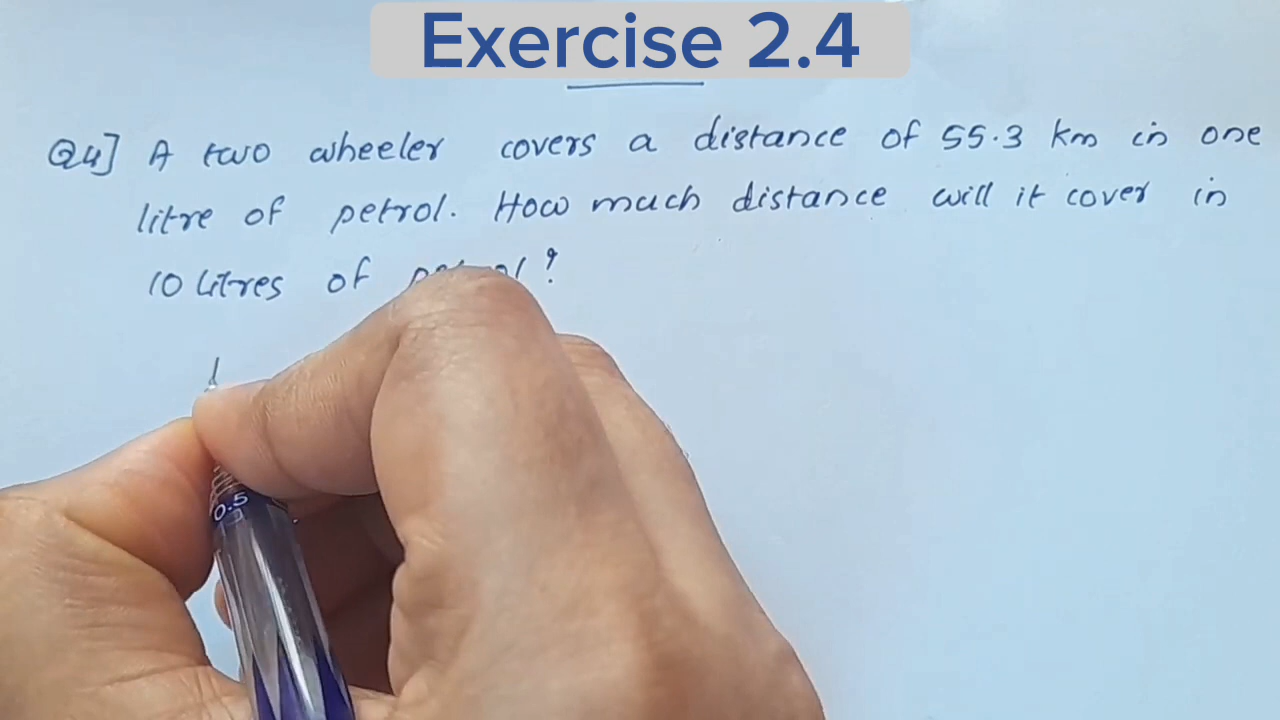 Exercise 2.4
Q4] A two wheeler covers a distance of 55.3 km in one
litre of petrol. How much distance will it cover in
10 litres of ?
0.5